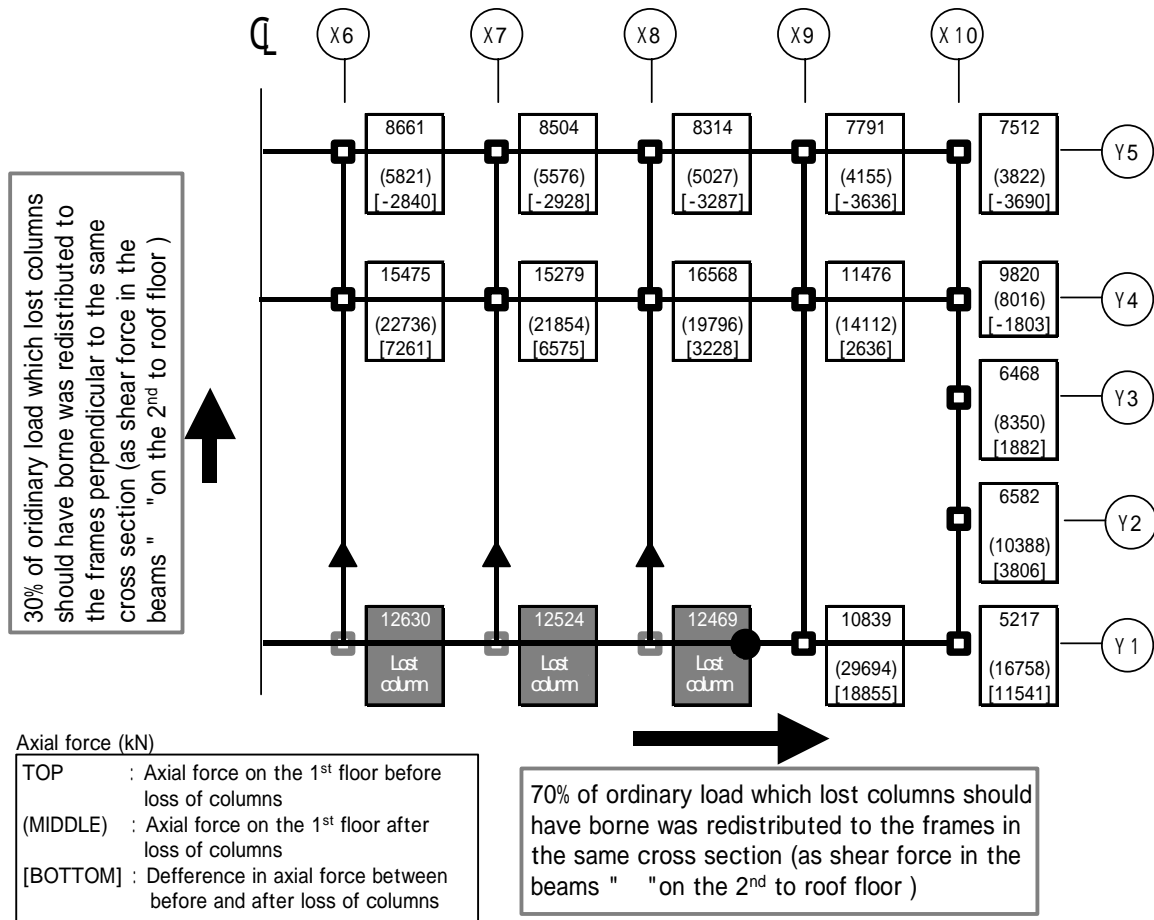 ℄ X6 X7 X8 X9 X10
8661 8504 8314 7791 7512
Y5
(5821) (5576) (5027) (4155) (3822)
[-2840] [-2928] [-3287] [-3636] [-3690]
15475 15279 16568 11476 9820
(8016)
[-1803]
Y4
(22736) (21854) (19796) (14112)
[7261] [6575] [3228] [2636]
6468
(8350)
[1882]
Y3
6582
(10388)
[3806]
Y2
12630 12524 12469 10839 5217
Lost
column
Lost
column
Lost
column
(29694)
[18855]
(16758)
[11541]
Y1
30% of oridinary load which lost columns
should have borne was redistributed to
the frames perpendicular to the same
cross section (as shear force in the
beams " "on the 2nd to roof floor )
Axial force (kN)
TOP : Axial force on the 1st floor before
loss of columns
(MIDDLE) : Axial force on the 1st floor after
loss of columns
[BOTTOM] : Defference in axial force between
before and after loss of columns
70% of ordinary load which lost columns should
have borne was redistributed to the frames in
the same cross section (as shear force in the
beams " "on the 2nd to roof floor )